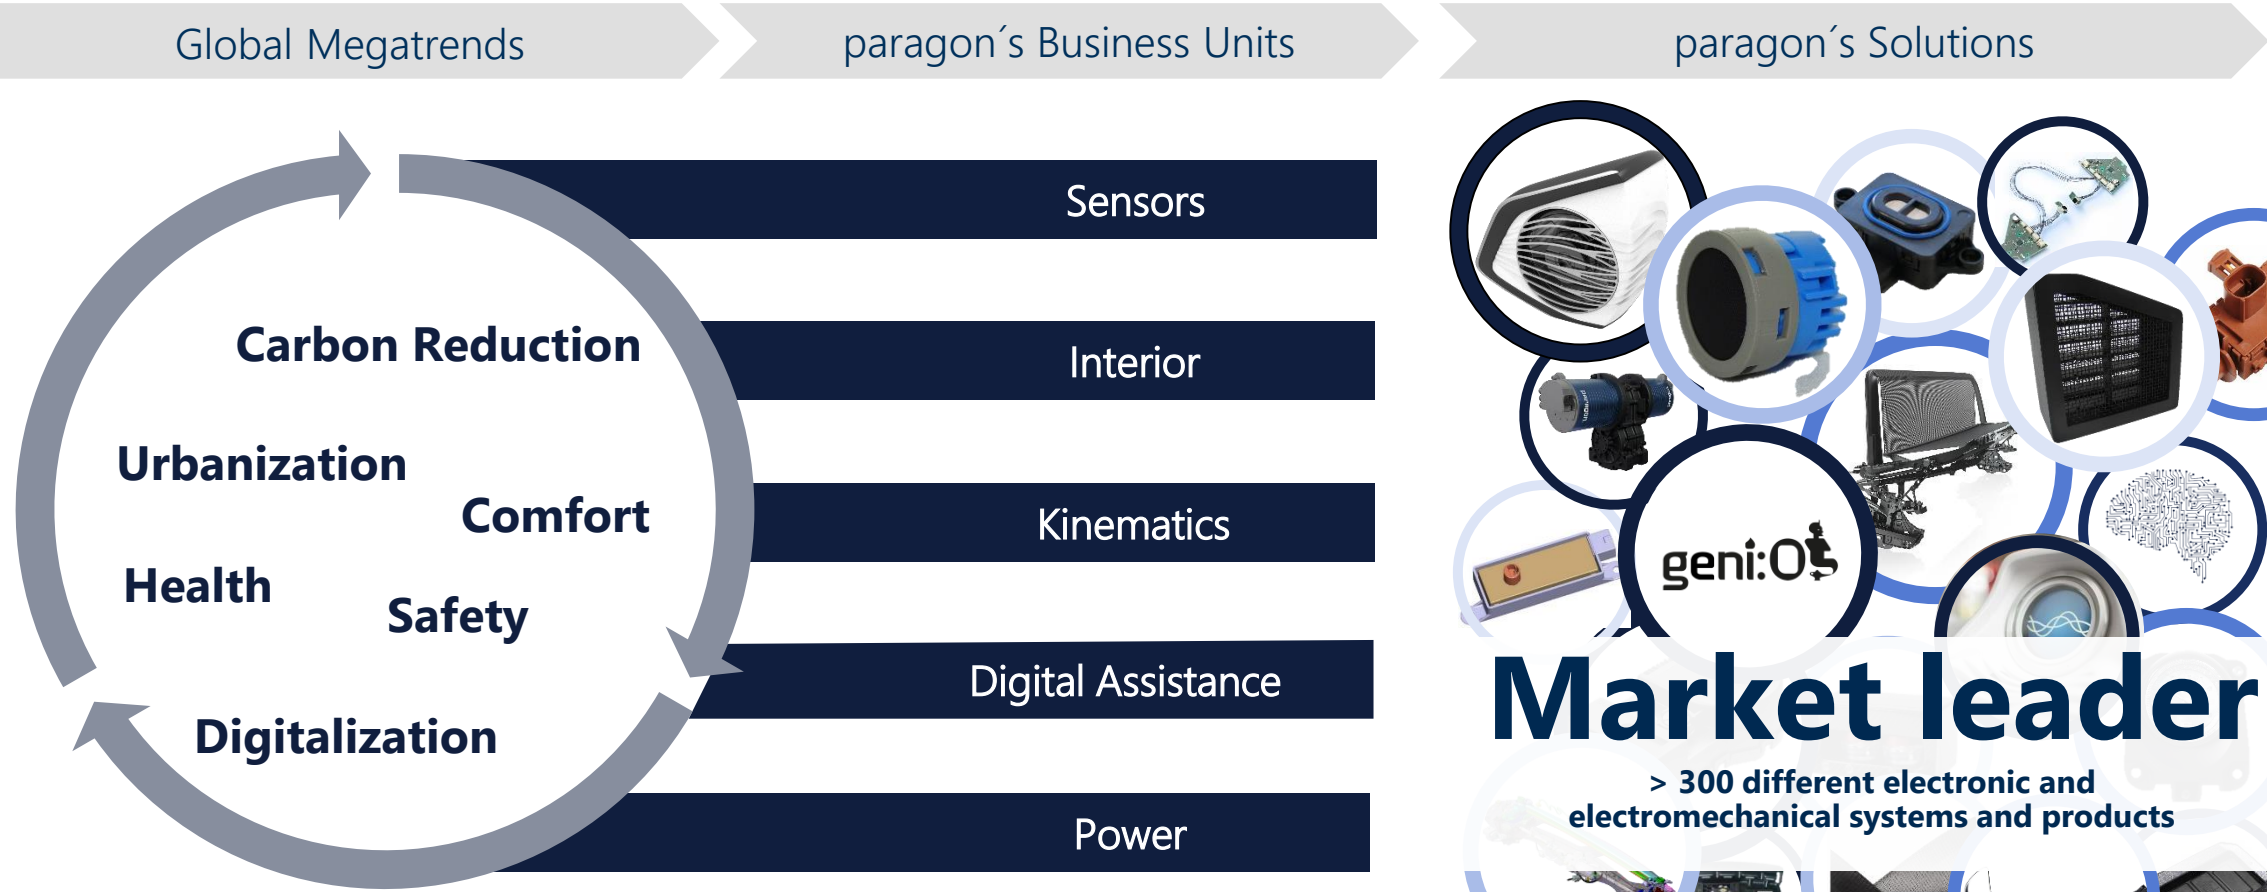 Global Megatrends
paragon´s Business Units
paragon´s Solutions
Carbon Reduction
Urbanization
Comfort
Health
Safety
Digitalization
Sensors
Interior
Kinematics
Digital Assistance
Power
geni:OS
Market leader
> 300 different electronic and
electromechanical systems and products